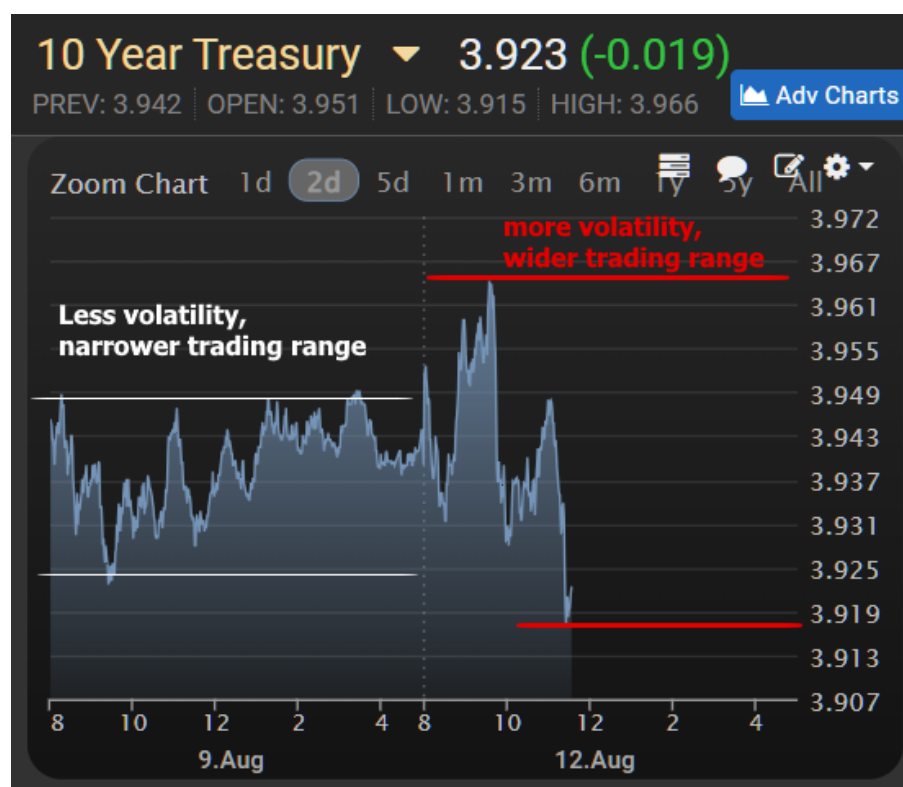 10 Year Treasury 3.923 (-0.019)
PREV: 3.942 OPEN: 3.951 LOW: 3.915 HIGH: 3.966
Adv Charts
Zoom Chart 1d 2d 5d 1m 3m 6m 1y 5y All
more volatility,
wider trading range
Less volatility,
narrower trading range
3.972
3.967
3.961
3.955
3.949
3.943
3.937
3.931
3.925
3.919
3.913
3.907
8 10 12 2 4 8 10 12 2 4
9.Aug 12.Aug